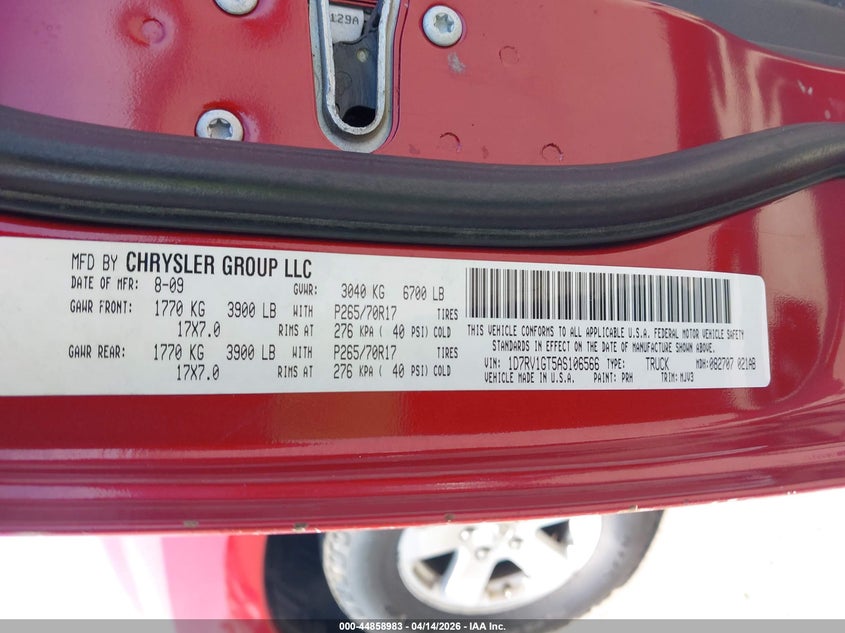 129A
MFD BY CHRYSLER GROUP LLC
DATE OF MFR: 8-09 GVWR: 3040 KG 6700 LB
GAWR FRONT: 1770 KG 3900 LB WITH P265/70R17 TIRES
17X7.0 RIMS AT 276 KPA ( 40 PSI) COLD
GAWR REAR: 1770 KG 3900 LB WITH P265/70R17 TIRES
17X7.0 RIMS AT 276 KPA ( 40 PSI) COLD
THIS VEHICLE CONFORMS TO ALL APPLICABLE U.S.A. FEDERAL MOTOR VEHICLE SAFETY
STANDARDS IN EFFECT ON THE DATE OF MANUFACTURE SHOWN ABOVE.
VIN: 1D7RV1GT5AS106566 TYPE: TRUCK MDH: 082707 021AB
VEHICLE MADE IN U.S.A. PAINT: PRH TRIM: MJV3
000-44858983 - 04/14/2026 - IAA Inc.